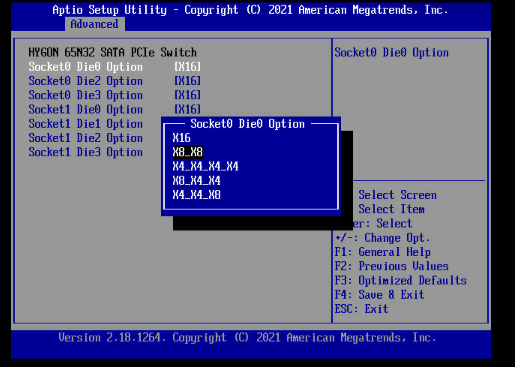 Aptio Setup Utility - Copyright (C) 2021 American Megatrends, Inc.
Advanced
HYGON 65N32 SATA PCIe Switch
Socket0 Die0 Option [X16]
Socket0 Die2 Option [X16]
Socket0 Die3 Option [X16]
Socket1 Die0 Option [X16]
Socket1 Die1 Option
Socket1 Die2 Option
Socket1 Die3 Option
Socket0 Die0 Option
X16
X8_X8
X4_X4_X4_X4
X8_X4_X4
X4_X4_X8
Socket0 Die0 Option
Select Screen
Select Item
er: Select
+/-: Change Opt.
F1: General Help
F2: Previous Values
F3: Optimized Defaults
F4: Save & Exit
ESC: Exit
Version 2.18.1264. Copyright (C) 2021 American Megatrends, Inc.